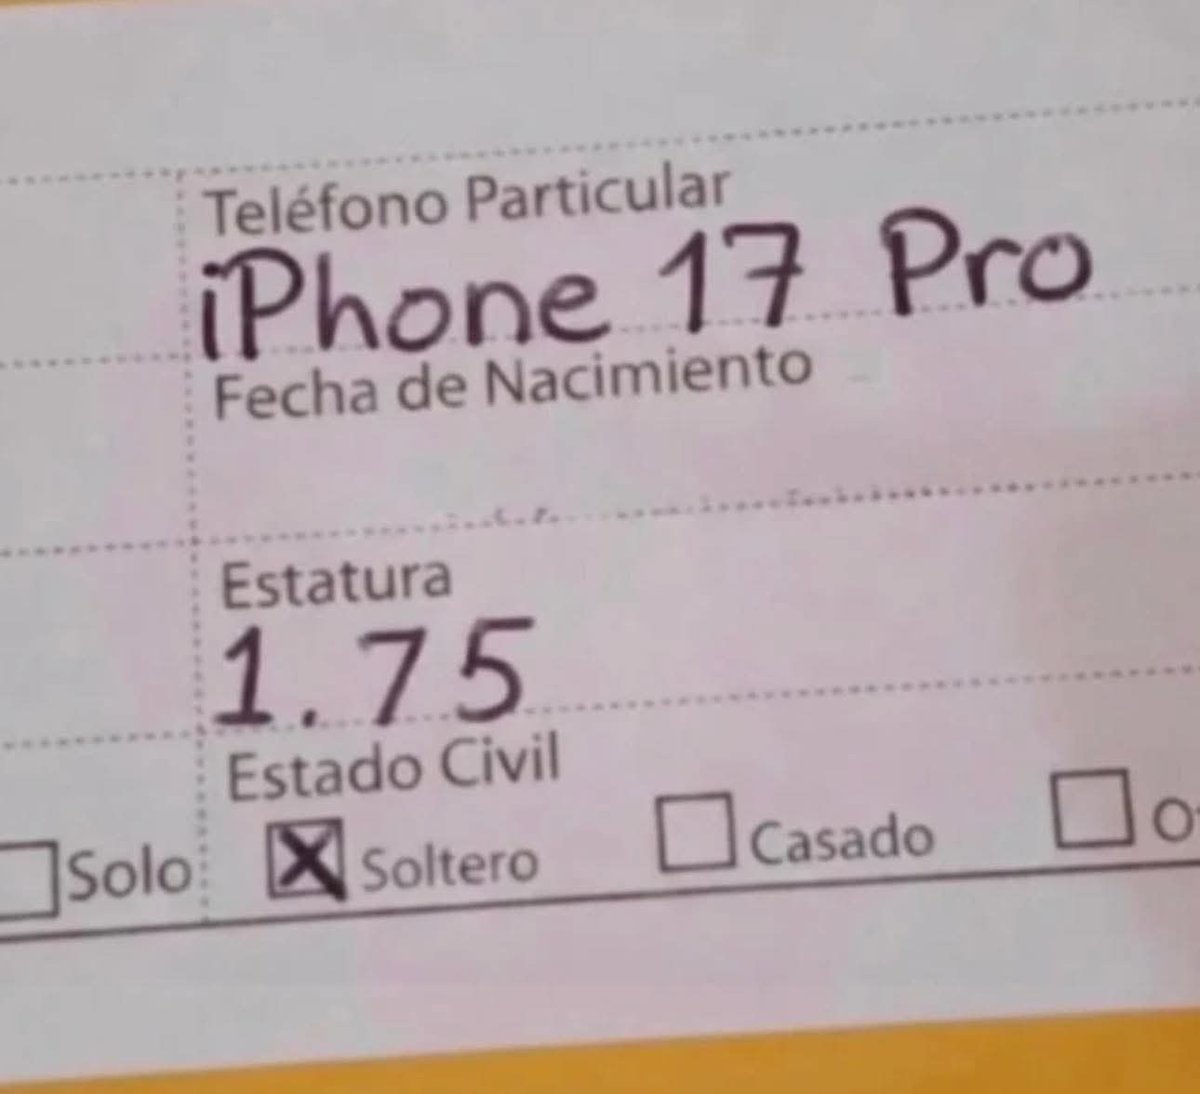 Teléfono Particular
iPhone 17 Pro
Fecha de Nacimiento
Estatura
1.75
Estado Civil
Solo Soltero Casado